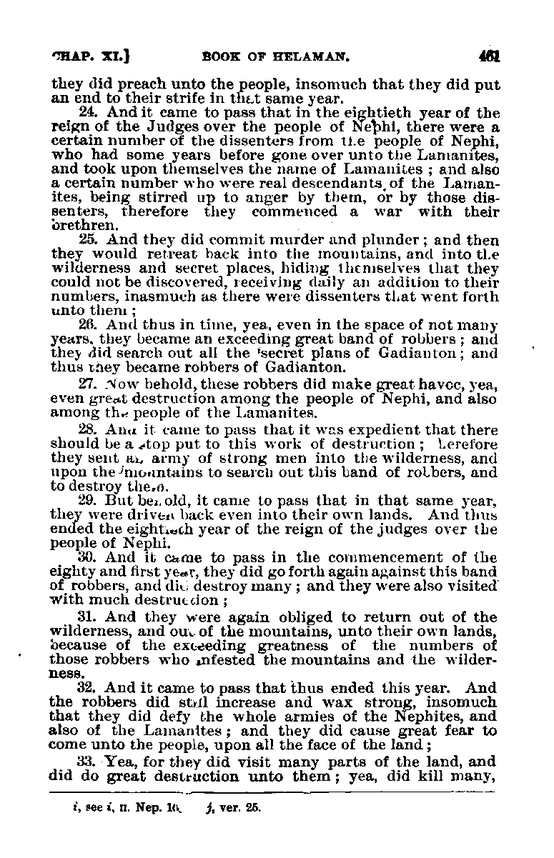 CHAP. XI.] BOOK OF HELAMAN. 461
they did preach unto the people, insomuch that they did put
an end to their strife in that same year.
24. And it came to pass that in the eightieth year of the
reign of the Judges over the people of Nephi, there were a
certain number of the dissenters from the people of Nephi,
who had some years before gone over unto the Lamanites,
and took upon themselves the name of Lamanites ; and also
a certain number who were real descendants of the Laman-
ites, being stirred up to anger by them, or by those dis-
senters, therefore they commenced a war with their
brethren.
25. And they did commit murder and plunder ; and then
they would retreat back into the mountains, and into the
wilderness and secret places, hiding themselves that they
could not be discovered, receiving daily an addition to their
numbers, inasmuch as there were dissenters that went forth
unto them ;
26. And thus in time, yea, even in the space of not many
years, they became an exceeding great band of robbers ; and
they did search out all the ⁱsecret plans of Gadianton ; and
thus they became robbers of Gadianton.
27. Now behold, these robbers did make great havoc, yea,
even great destruction among the people of Nephi, and also
among the people of the Lamanites.
28. And it came to pass that it was expedient that there
should be a stop put to this work of destruction ; therefore
they sent an army of strong men into the wilderness, and
upon the ʲmountains to search out this band of robbers, and
to destroy them.
29. But behold, it came to pass that in that same year,
they were driven back even into their own lands. And thus
ended the eightieth year of the reign of the judges over the
people of Nephi.
30. And it came to pass in the commencement of the
eighty and first year, they did go forth again against this band
of robbers, and did destroy many ; and they were also visited
with much destruction ;
31. And they were again obliged to return out of the
wilderness, and out of the mountains, unto their own lands,
because of the exceeding greatness of the numbers of
those robbers who infested the mountains and the wilder-
ness.
32. And it came to pass that thus ended this year. And
the robbers did still increase and wax strong, insomuch
that they did defy the whole armies of the Nephites, and
also of the Lamanites ; and they did cause great fear to
come unto the people, upon all the face of the land ;
33. Yea, for they did visit many parts of the land, and
did do great destruction unto them ; yea, did kill many,
i, see i, II. Nep. 10. j, ver. 25.